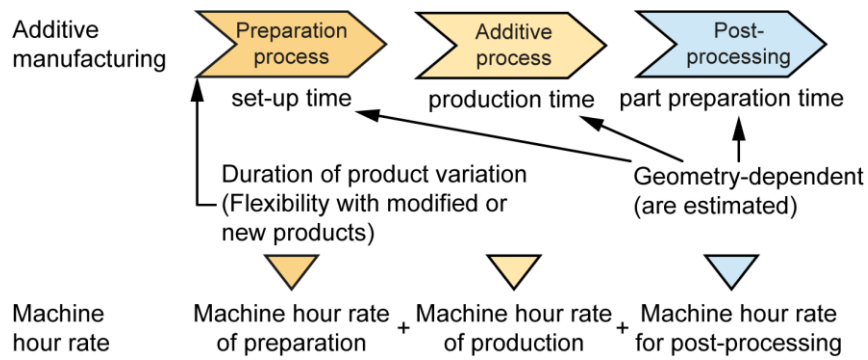 Additive
manufacturing
Preparation
process
Additive
process
Post-
processing
set-up time
production time
part preparation time
Duration of product variation
(Flexibility with modified or
new products)
Geometry-dependent
(are estimated)
Machine
hour rate
Machine hour rate
of preparation
+
Machine hour rate
of production
+
Machine hour rate
for post-processing